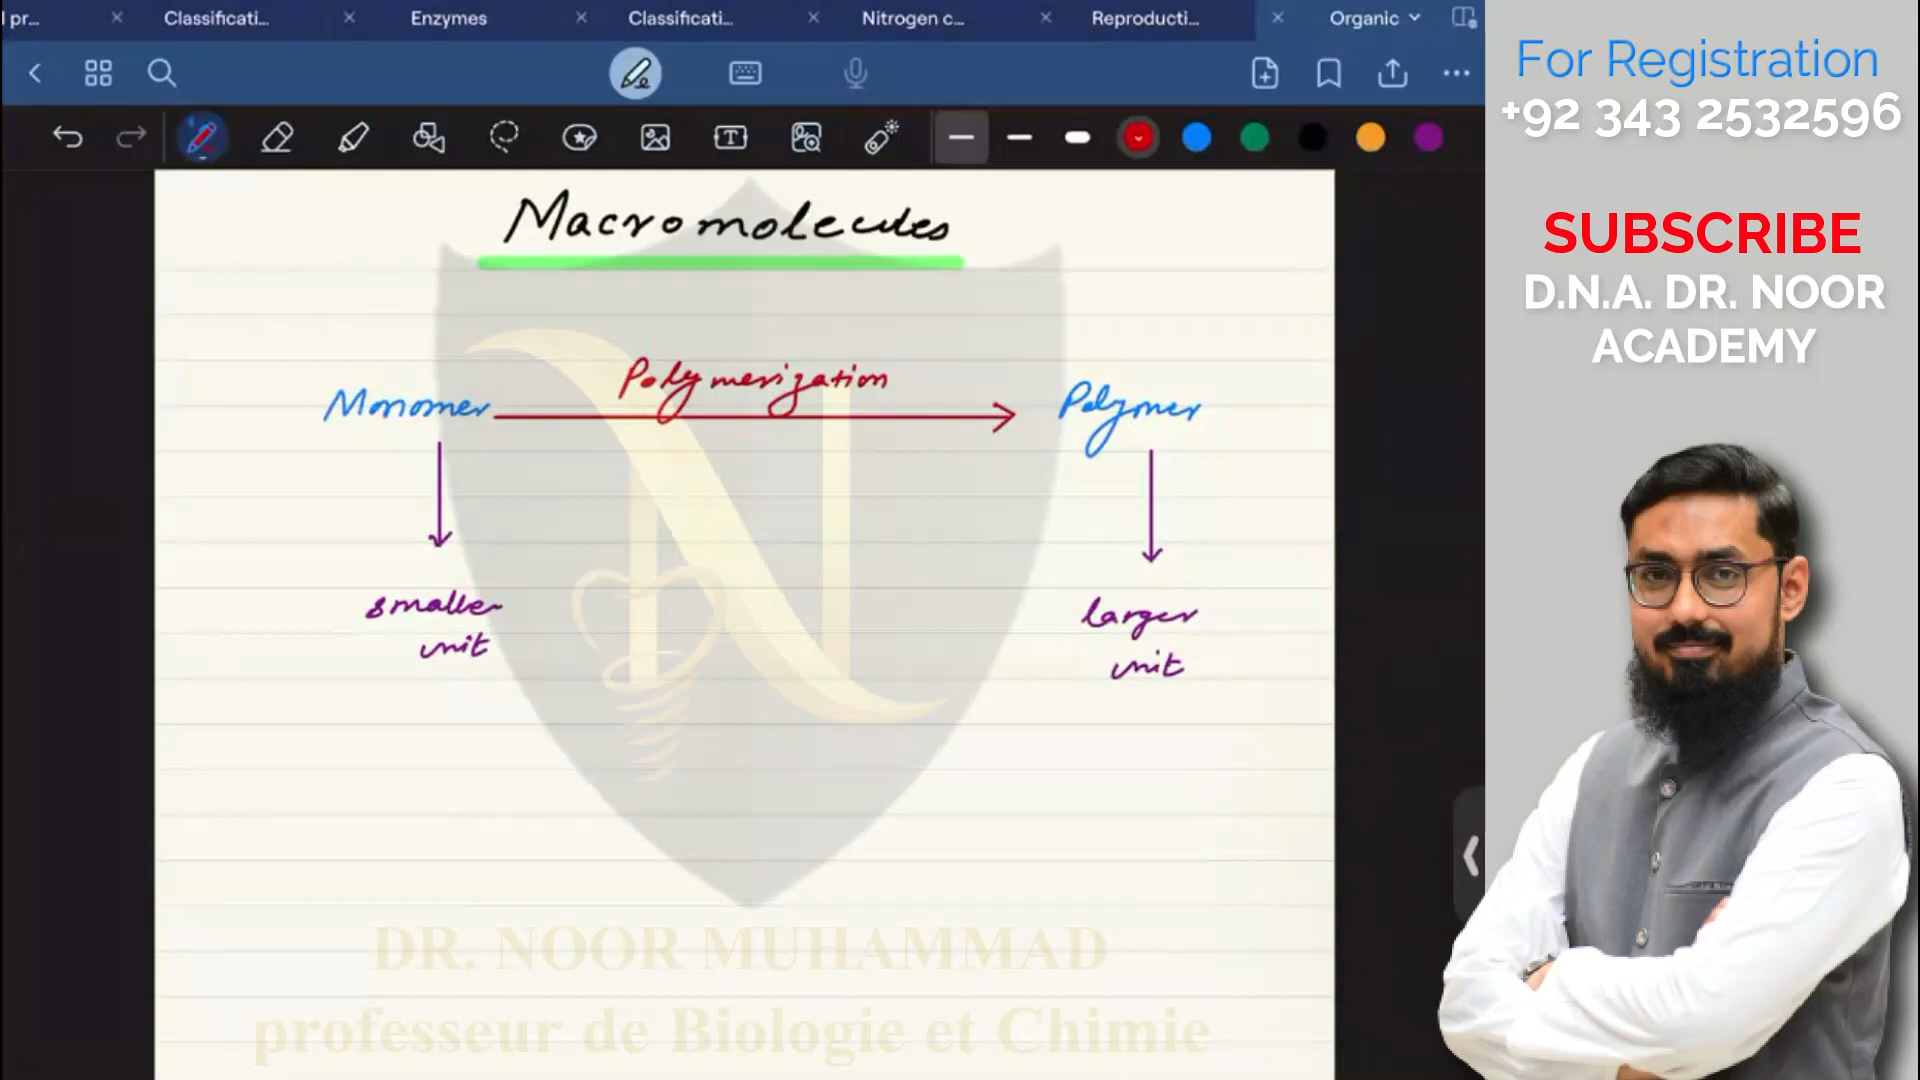 l pr...
Classificati...
Enzymes
Classificati...
Nitrogen c...
Reproducti...
Organic
For Registration
+92 343 2532596
SUBSCRIBE
D.N.A. DR. NOOR
ACADEMY
Macromolecules
Monomer
Polymerization
Polymer
smaller
unit
larger
unit
DR. NOOR MUHAMMAD
professeur de Biologie et Chimie